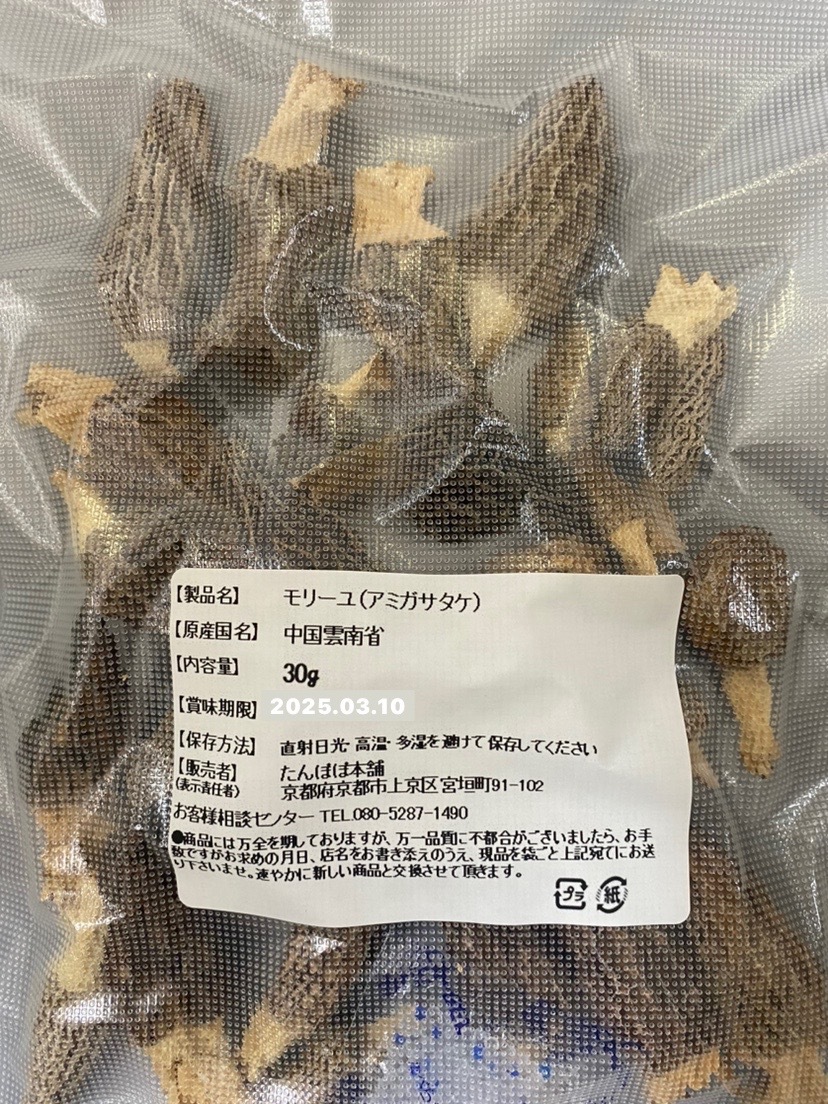 【製品名】 モリーユ(アミガサタケ)
【原産国名】 中国雲南省
【内容量】 30g
【賞味期限】 2025.03.10
【保存方法】 直射日光・高温・多湿を避けて保存してください
【販売者】 たんぽぽ本舗
(表示責任者) 京都府京都市上京区宮垣町91-102
お客様相談センター TEL.080-5287-1490
●商品には万全を期しておりますが、万一品質に不都合がございましたら、お手
数ですがお求めの月日、店名をお書き添えのうえ、現品を袋ごと上記宛てにお送
り下さいませ。速やかに新しい商品と交換させて頂きます。
プラ 紙